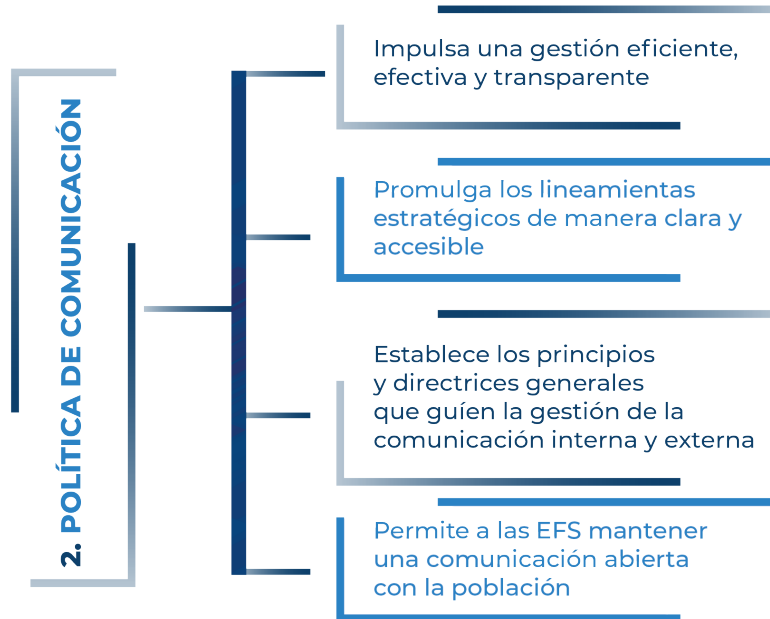 2. POLÍTICA DE COMUNICACIÓN
Impulsa una gestión eficiente,
efectiva y transparente
Promulga los lineamientas
estratégicos de manera clara y
accesible
Establece los principios
y directrices generales
que guíen la gestión de la
comunicación interna y externa
Permite a las EFS mantener
una comunicación abierta
con la población